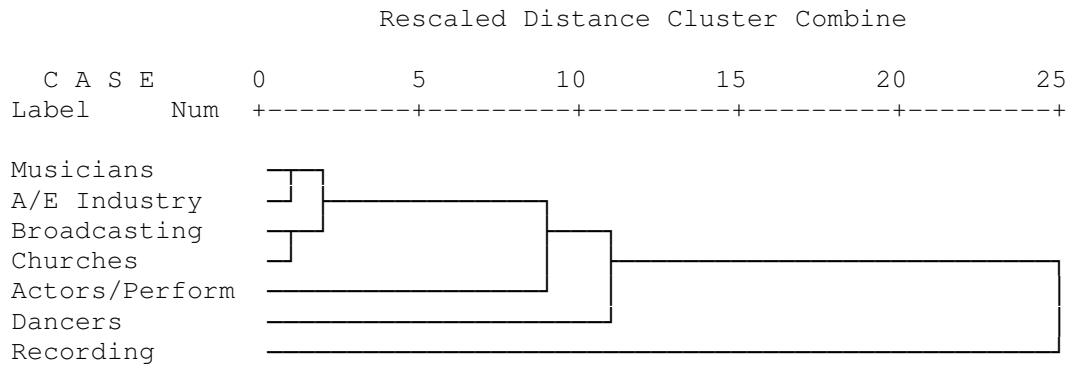 Rescaled Distance Cluster Combine
C A S E 0 5 10 15 20 25
Label Num +---------+---------+---------+---------+---------+
Musicians
A/E Industry
Broadcasting
Churches
Actors/Perform
Dancers
Recording